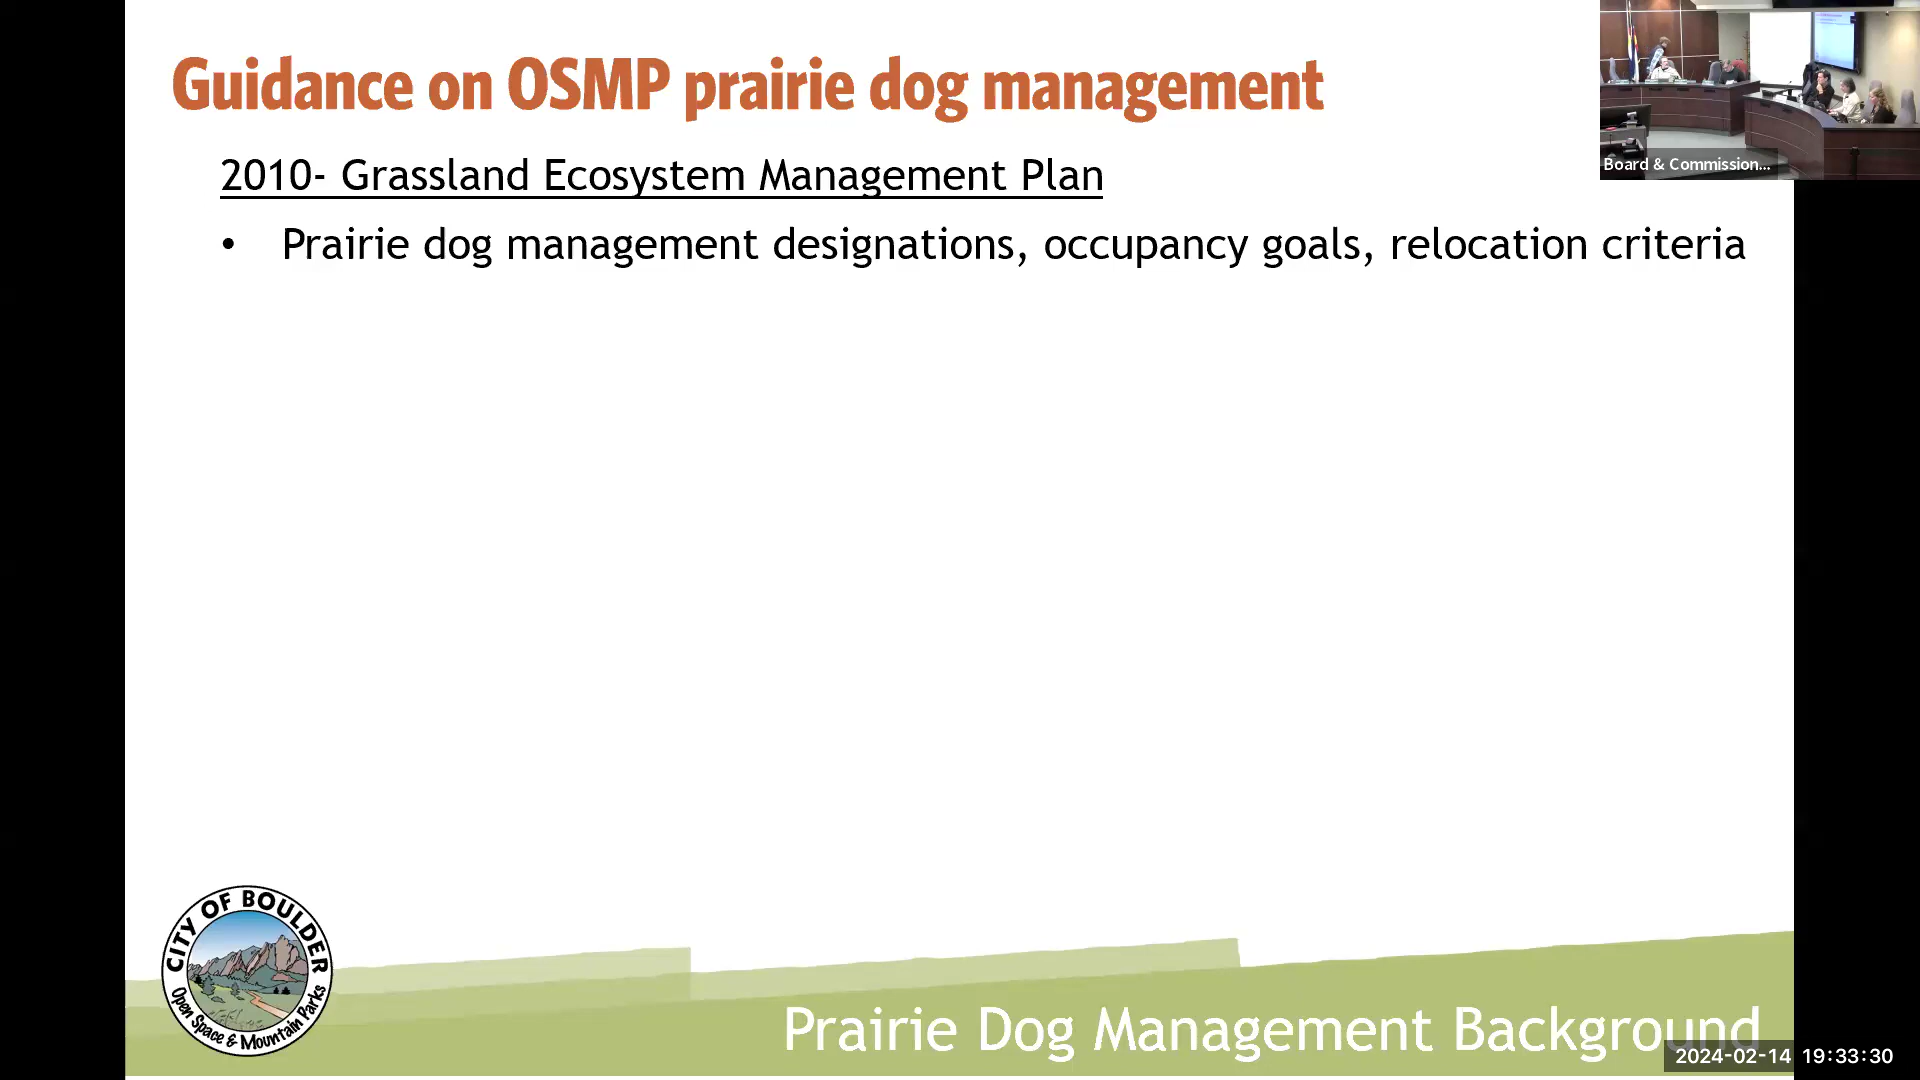 Guidance on OSMP prairie dog management
2010- Grassland Ecosystem Management Plan
• Prairie dog management designations, occupancy goals, relocation criteria
Board & Commission...
CITY OF BOULDER
Open Space & Mountain Parks
Prairie Dog Management Background
2024-02-14 19:33:30